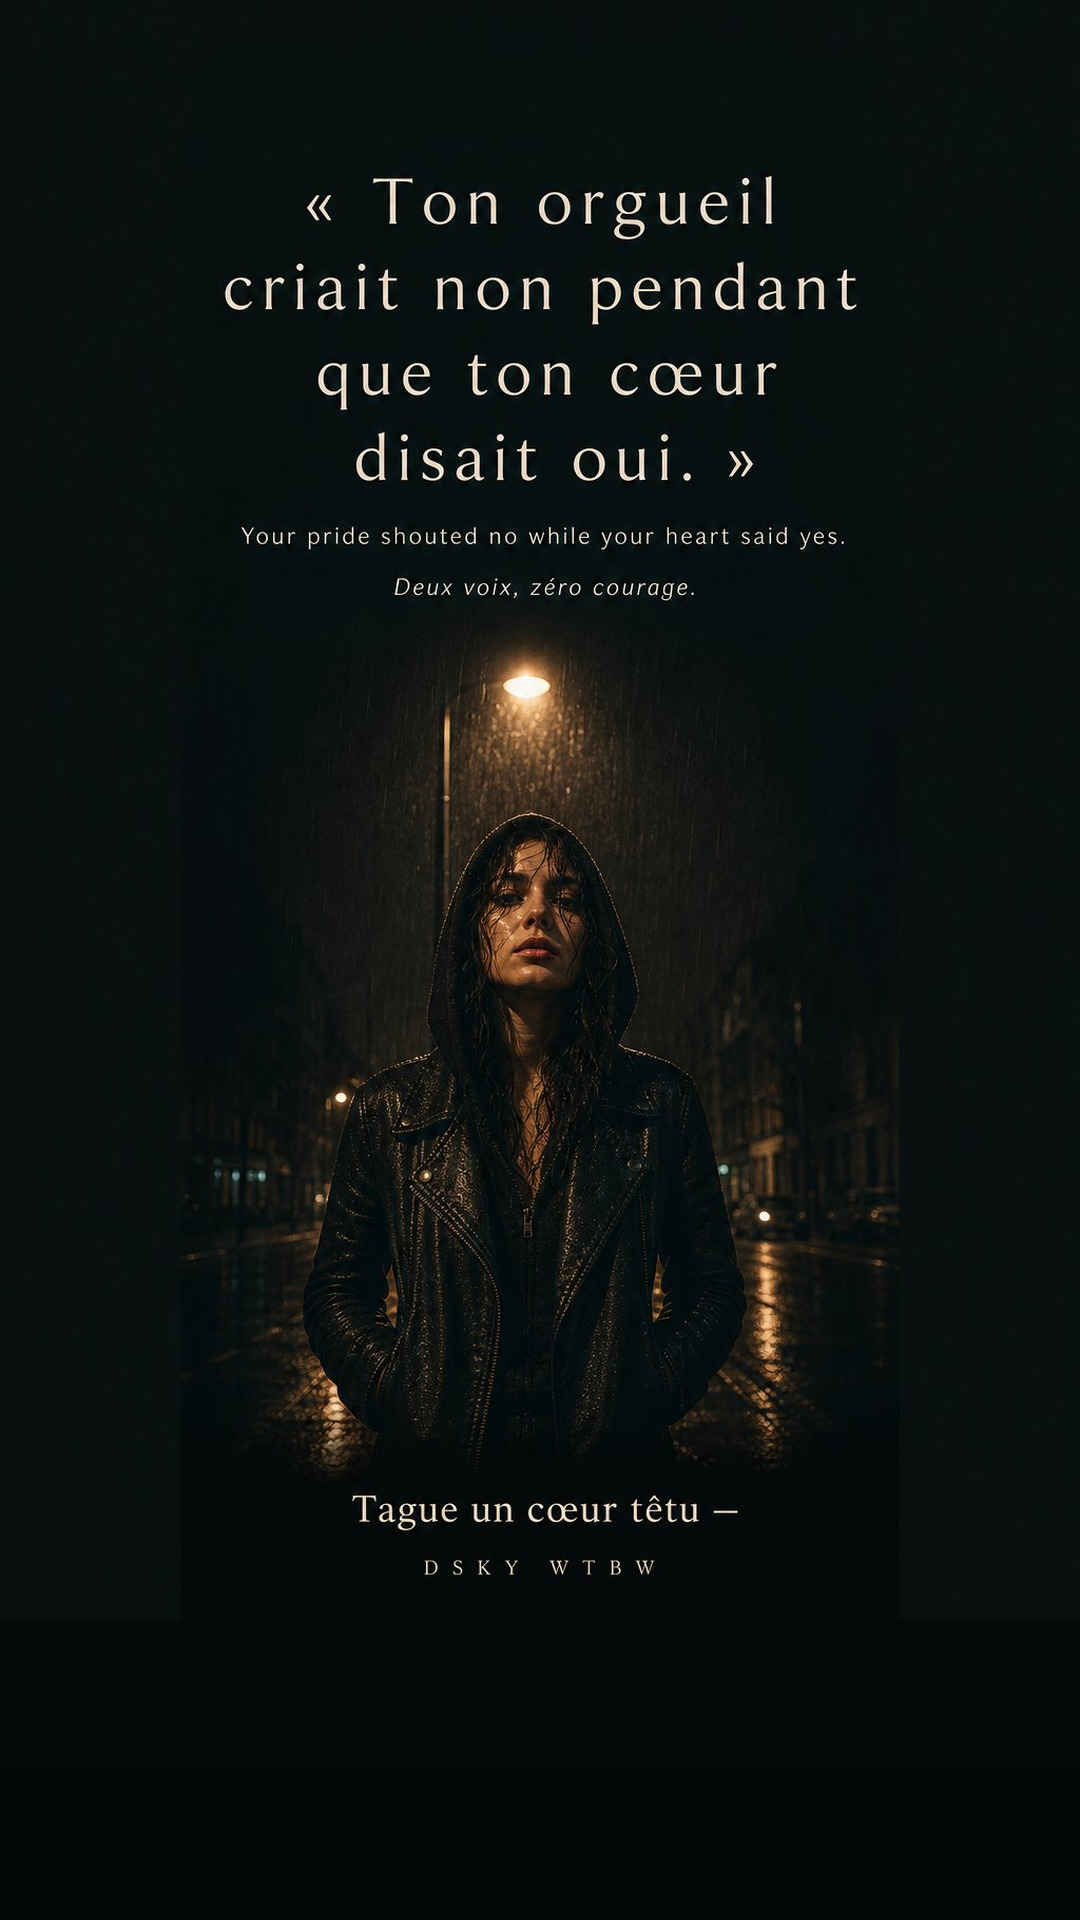 « Ton orgueil
criait non pendant
que ton cœur
disait oui. »
Your pride shouted no while your heart said yes.
Deux voix, zéro courage.
Tague un cœur têtu —
DSKY WTBW